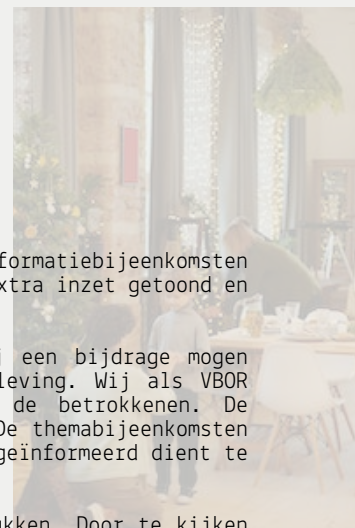 formatiebijeenkomsten
xtra inzet getoond en
een bijdrage mogen
leving. Wij als VBOR
de betrokkenen. De
De themabijeenkomsten
geïnformeerd dient te
kken. Door te kijken